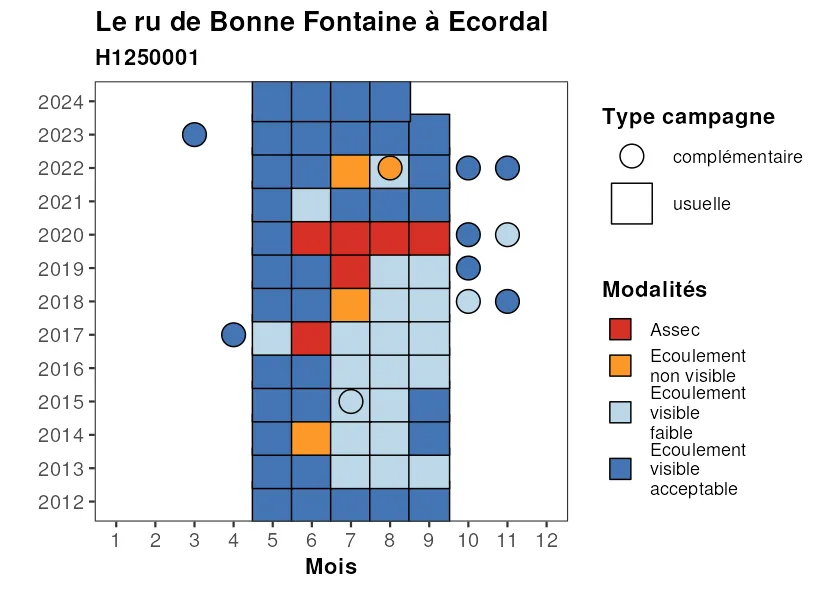 Le ru de Bonne Fontaine à Ecordal
H1250001
2024
2023
2022
2021
2020
2019
2018
2017
2016
2015
2014
2013
2012
1 2 3 4 5 6 7 8 9 10 11 12
Mois
Type campagne
complémentaire
usuelle
Modalités
Assec
Ecoulement
non visible
Ecoulement
visible
faible
Ecoulement
visible
acceptable